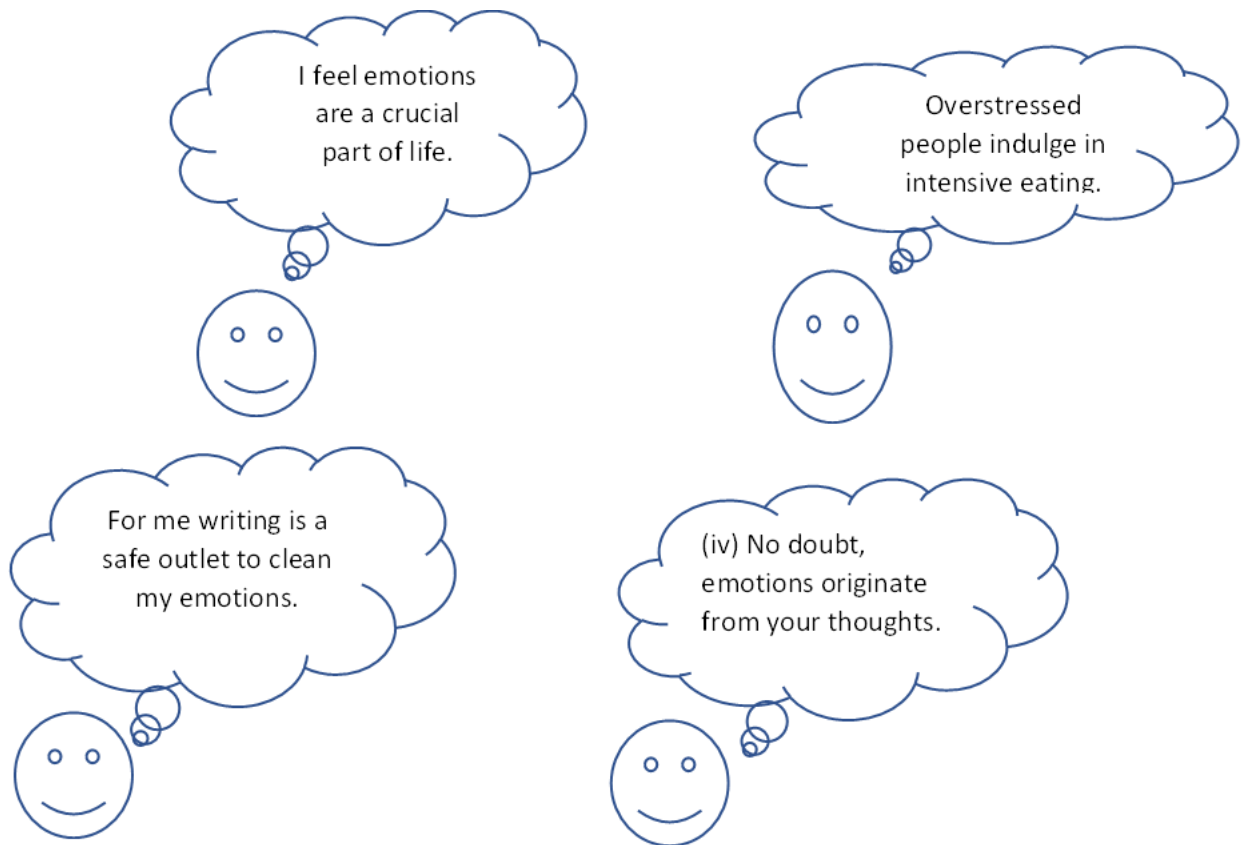 I feel emotions
are a crucial
part of life.
Overstressed
people indulge in
intensive eating.
For me writing is a
safe outlet to clean
my emotions.
(iv) No doubt,
emotions originate
from your thoughts.